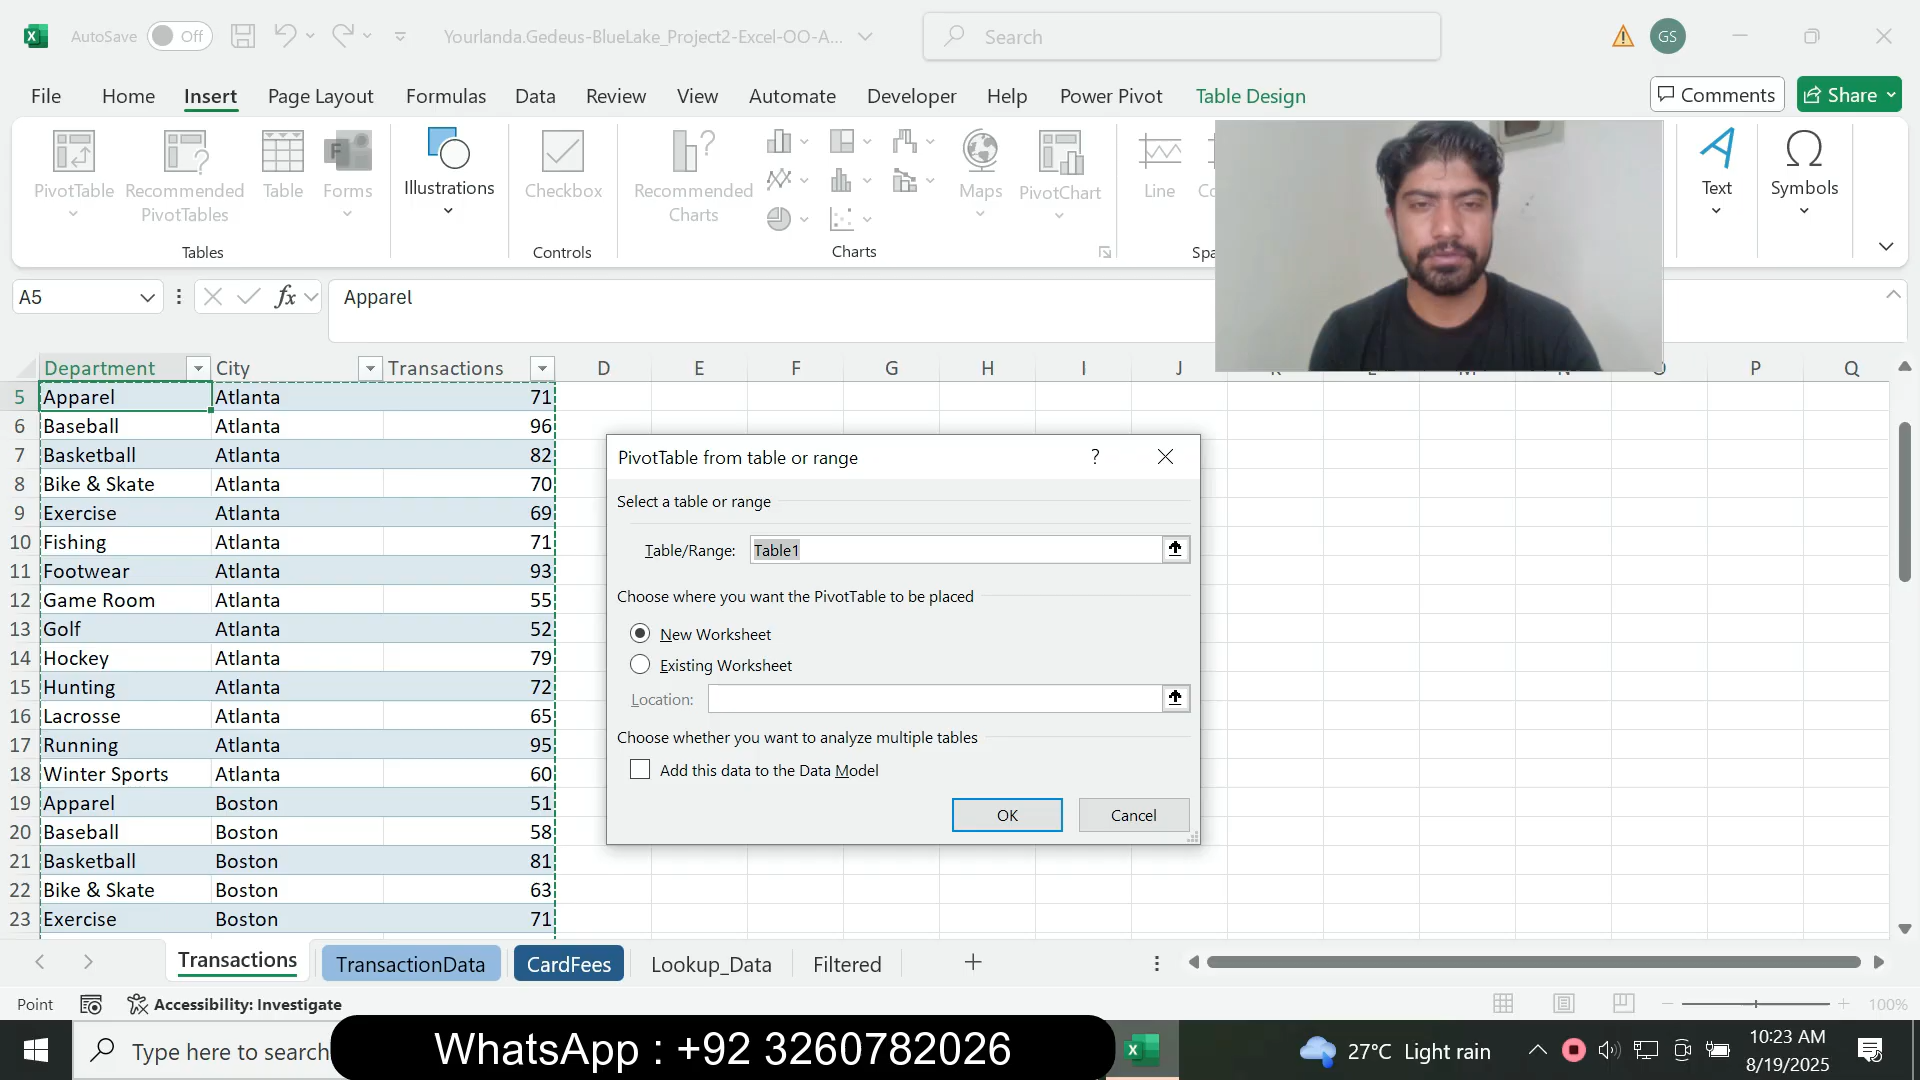 AutoSave Off Yourlanda.Gedeus-BlueLake_Project2-Excel-OO-A... Search GS
File Home Insert Page Layout Formulas Data Review View Automate Developer Help Power Pivot Table Design Comments Share
PivotTable Recommended PivotTables Table Forms Illustrations Checkbox Recommended Charts Maps PivotChart Line Text Symbols
Tables Controls Charts
A5 fx Apparel
Department City Transactions D E F G H I J P Q
5 Apparel Atlanta 71
6 Baseball Atlanta 96
7 Basketball Atlanta 82
8 Bike & Skate Atlanta 70
9 Exercise Atlanta 69
10 Fishing Atlanta 71
11 Footwear Atlanta 93
12 Game Room Atlanta 55
13 Golf Atlanta 52
14 Hockey Atlanta 79
15 Hunting Atlanta 72
16 Lacrosse Atlanta 65
17 Running Atlanta 95
18 Winter Sports Atlanta 60
19 Apparel Boston 51
20 Baseball Boston 58
21 Basketball Boston 81
22 Bike & Skate Boston 63
23 Exercise Boston 71
PivotTable from table or range ?
Select a table or range
Table/Range: Table1
Choose where you want the PivotTable to be placed
New Worksheet
Existing Worksheet
Location:
Choose whether you want to analyze multiple tables
Add this data to the Data Model
OK Cancel
Transactions TransactionData CardFees Lookup_Data Filtered
Point Accessibility: Investigate 100%
Type here to search
WhatsApp : +92 3260782026
27°C Light rain
10:23 AM
8/19/2025